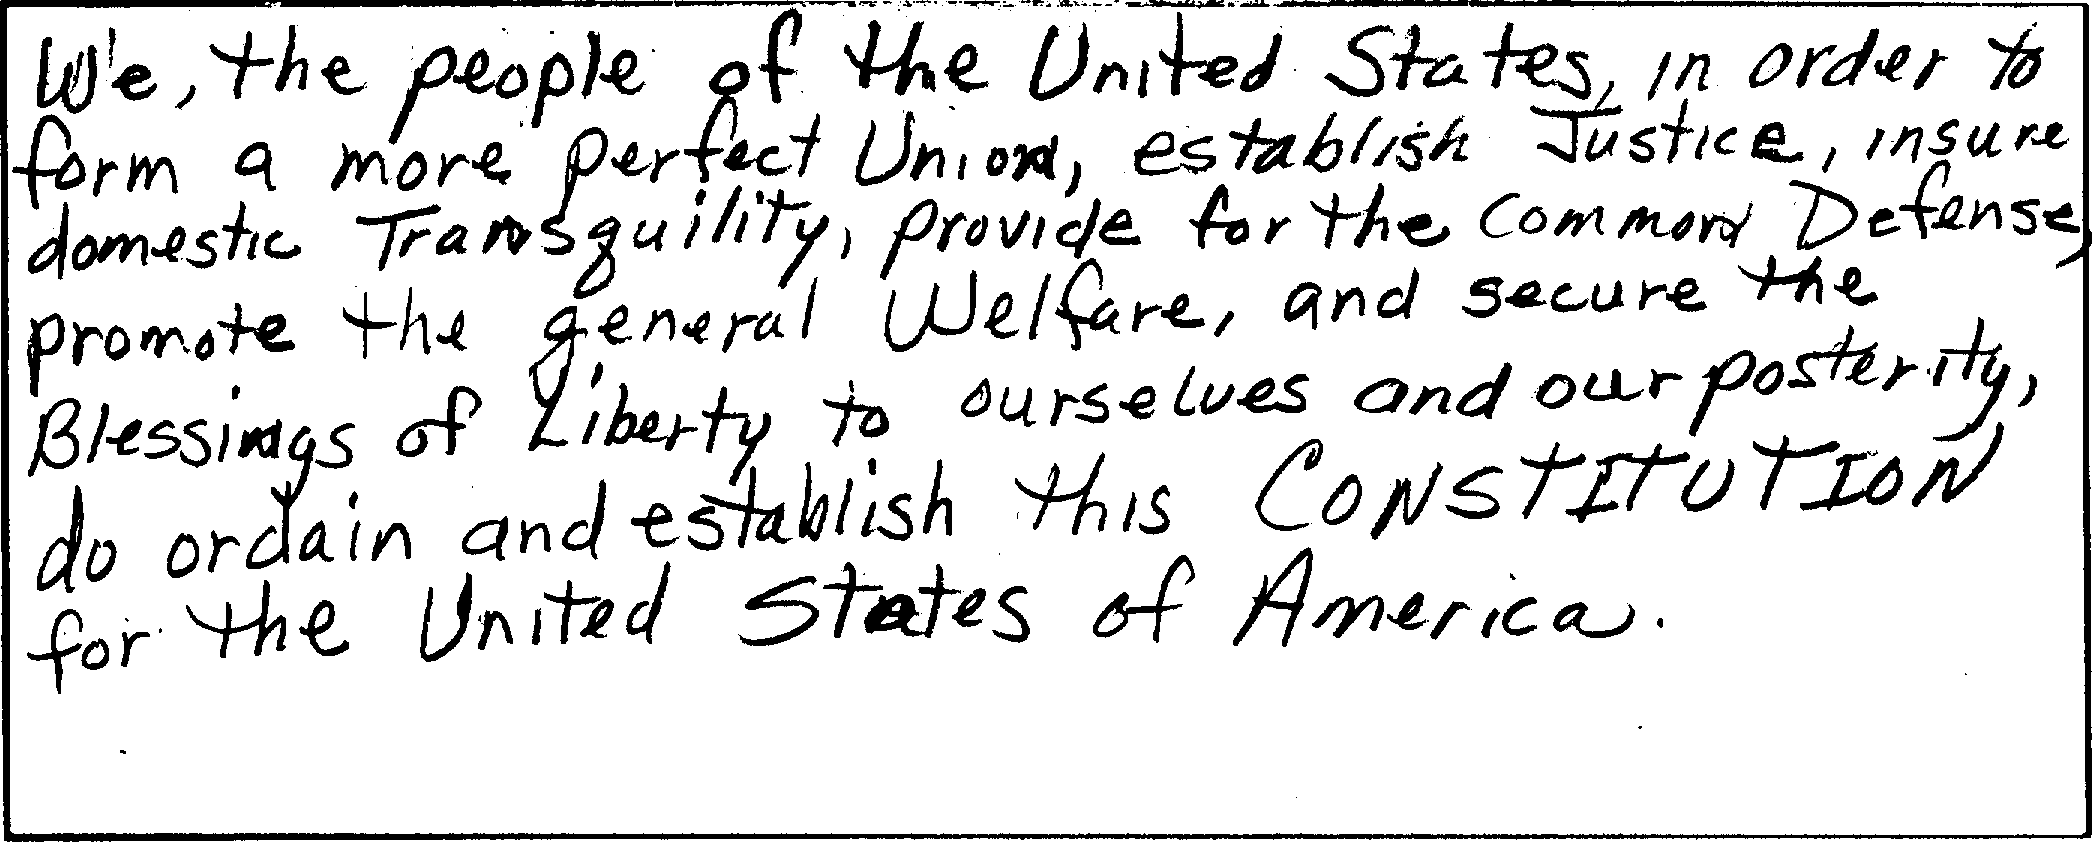 We, the people of the United States, in order to
form a more perfect Union, establish Justice, insure
domestic Tranquility, provide for the common Defense,
promote the general Welfare, and secure the
Blessings of Liberty to ourselves and our posterity,
do ordain and establish this CONSTITUTION
for the United States of America.